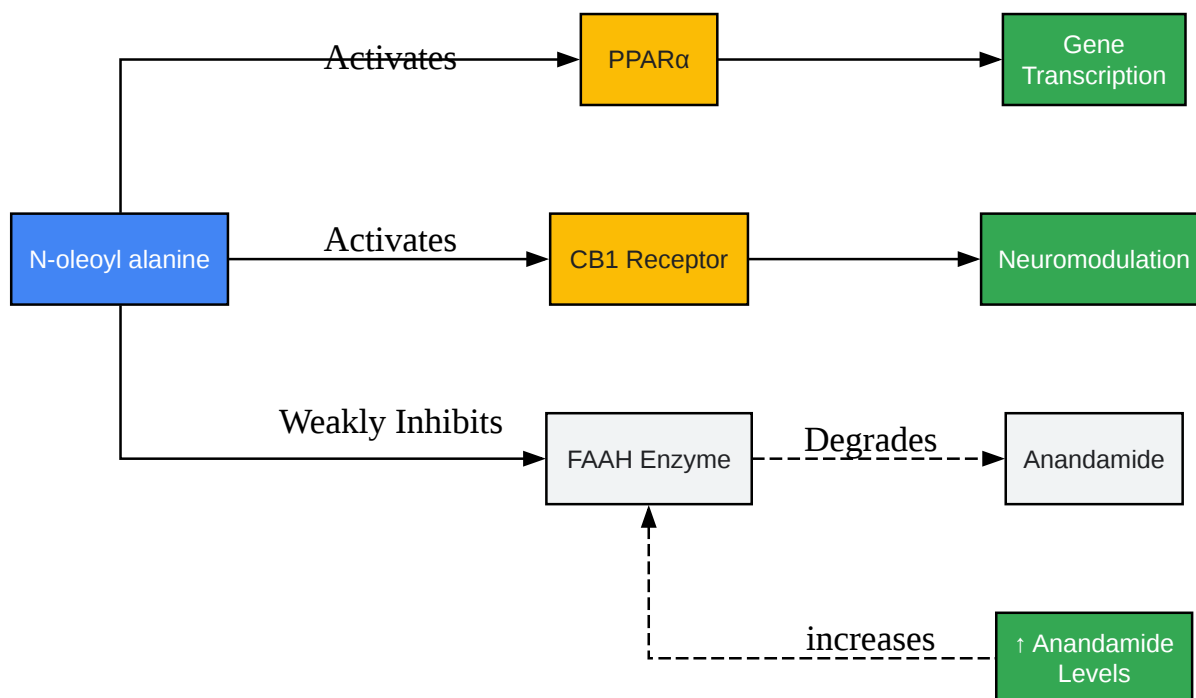 Activates
PPARα
Gene
Transcription
N-oleoyl alanine
Activates
CB1 Receptor
Neuromodulation
Weakly Inhibits
FAAH Enzyme
Degrades
Anandamide
increases
↑ Anandamide
Levels